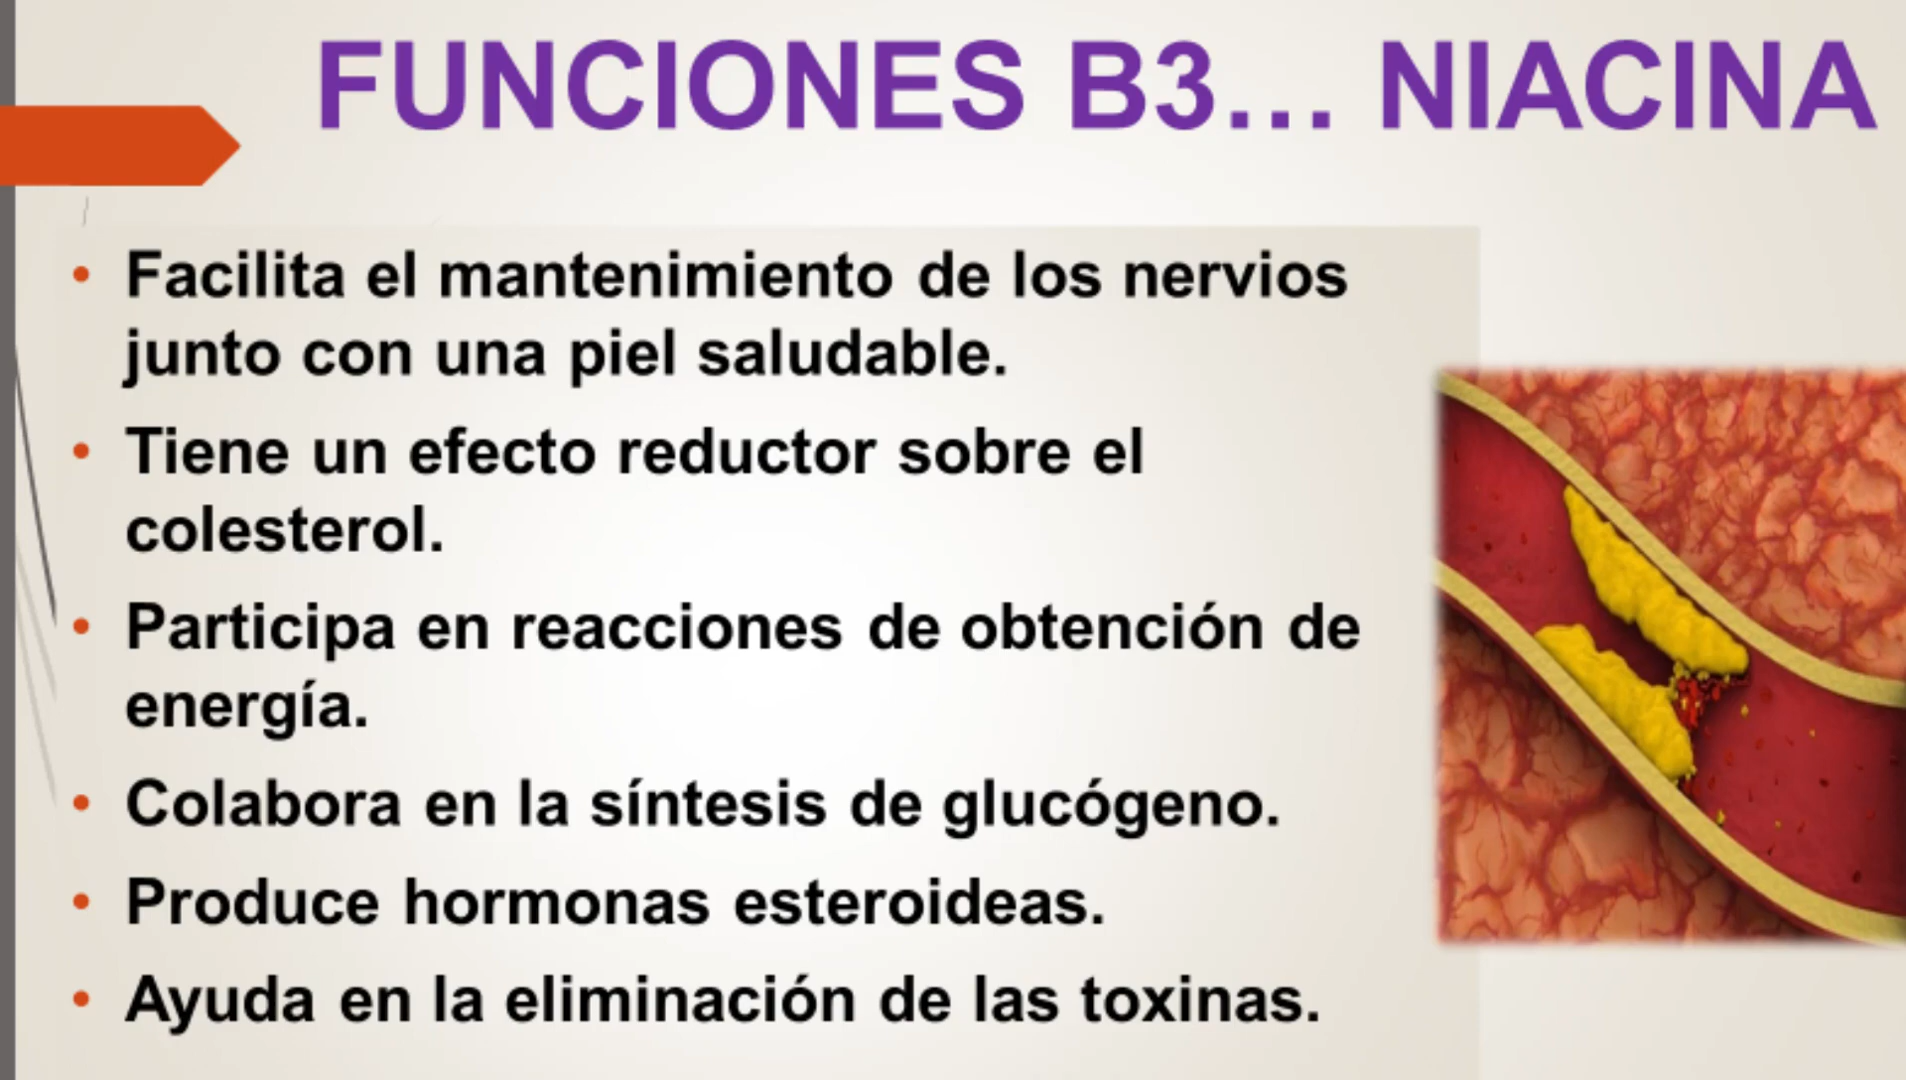 FUNCIONES B3... NIACINA
• Facilita el mantenimiento de los nervios
junto con una piel saludable.
• Tiene un efecto reductor sobre el
colesterol.
• Participa en reacciones de obtención de
energía.
• Colabora en la síntesis de glucógeno.
• Produce hormonas esteroideas.
• Ayuda en la eliminación de las toxinas.